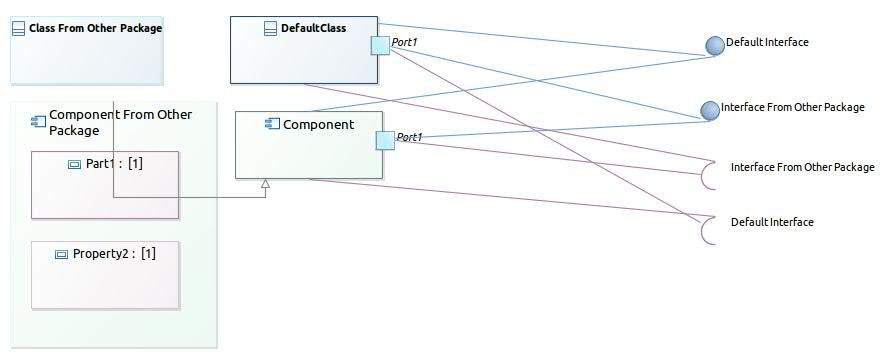 Class From Other Package
DefaultClass
Port1
Default Interface
Component From Other
Package
Component
Port1
Interface From Other Package
Part1 : [1]
Interface From Other Package
Default Interface
Property2 : [1]